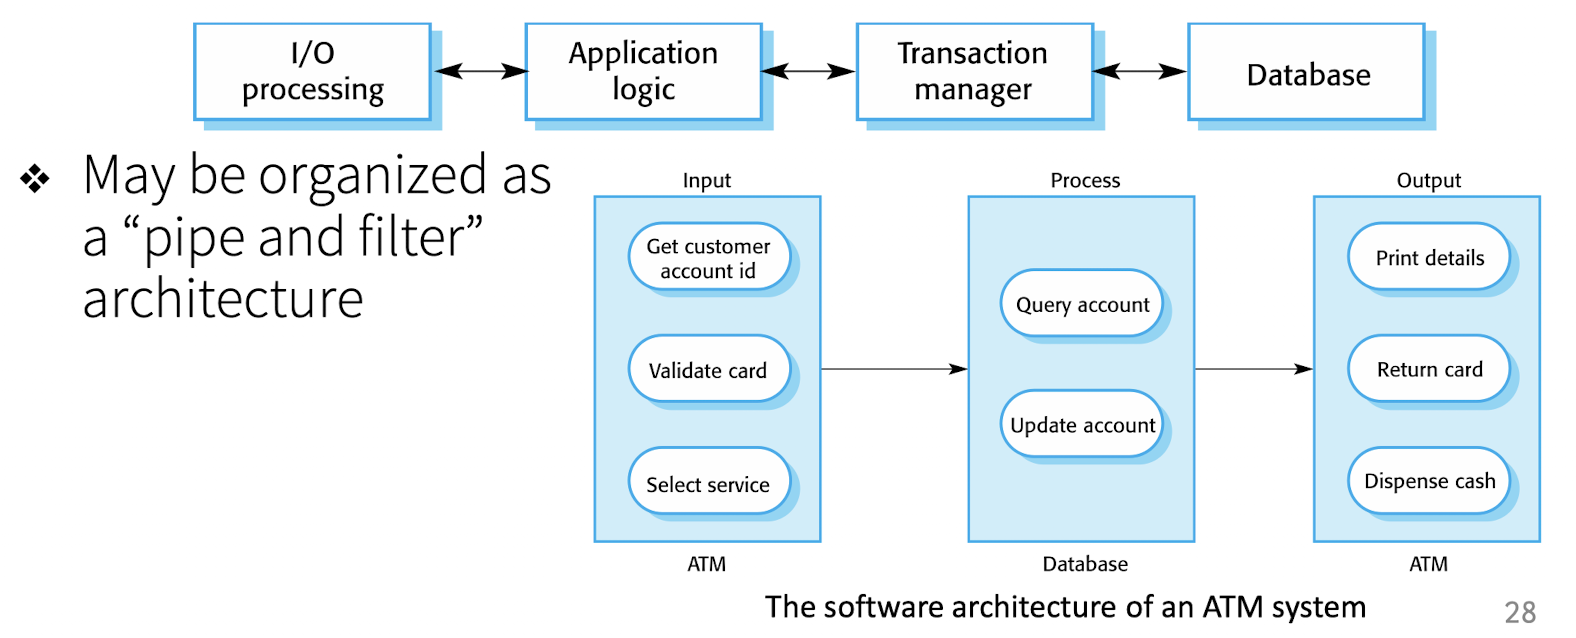 I/O
processing
Application
logic
Transaction
manager
Database
❖ May be organized as
a “pipe and filter”
architecture
Input
Get customer
account id
Validate card
Select service
ATM
Process
Query account
Update account
Database
Output
Print details
Return card
Dispense cash
ATM
The software architecture of an ATM system
28